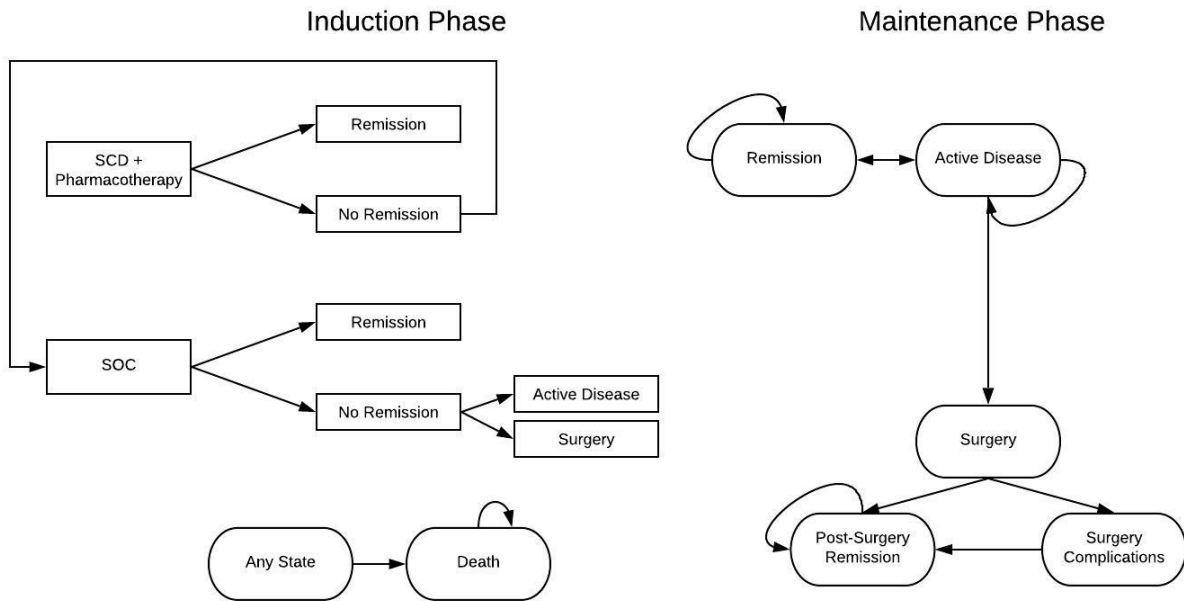 Induction Phase
Maintenance Phase
SCD +
Pharmacotherapy
Remission
No Remission
SOC
Remission
No Remission
Active Disease
Surgery
Any State
Death
Remission
Active Disease
Surgery
Post-Surgery
Remission
Surgery
Complications